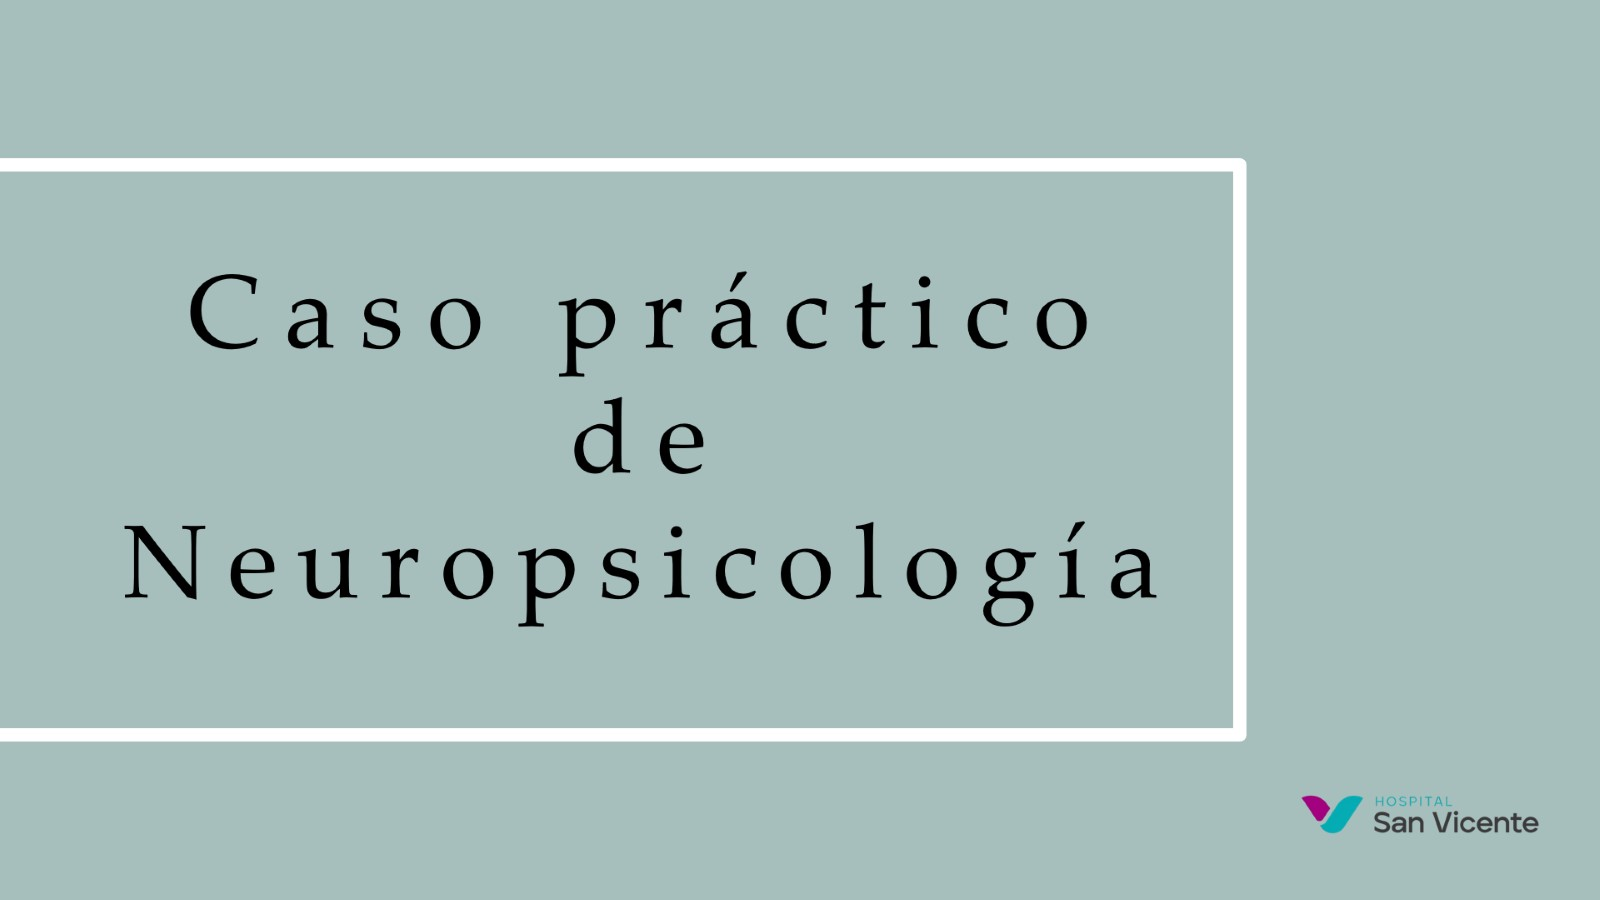 Caso práctico
de
Neuropsicología
HOSPITAL
San Vicente